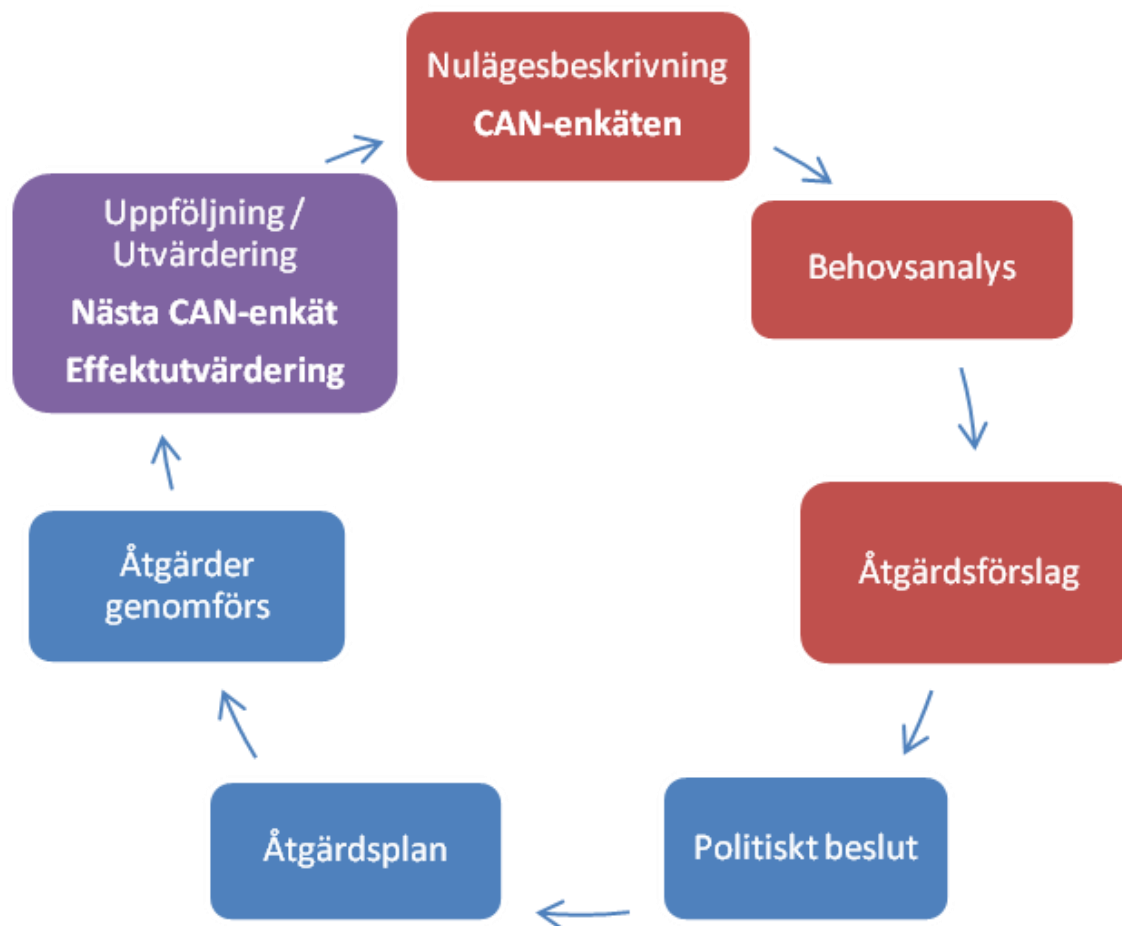 Nulägesbeskrivning
CAN-enkäten
Behovsanalys
Åtgärdsförslag
Politiskt beslut
Åtgärdsplan
Åtgärder
genomförs
Uppföljning /
Utvärdering
Nästa CAN-enkät
Effektutvärdering